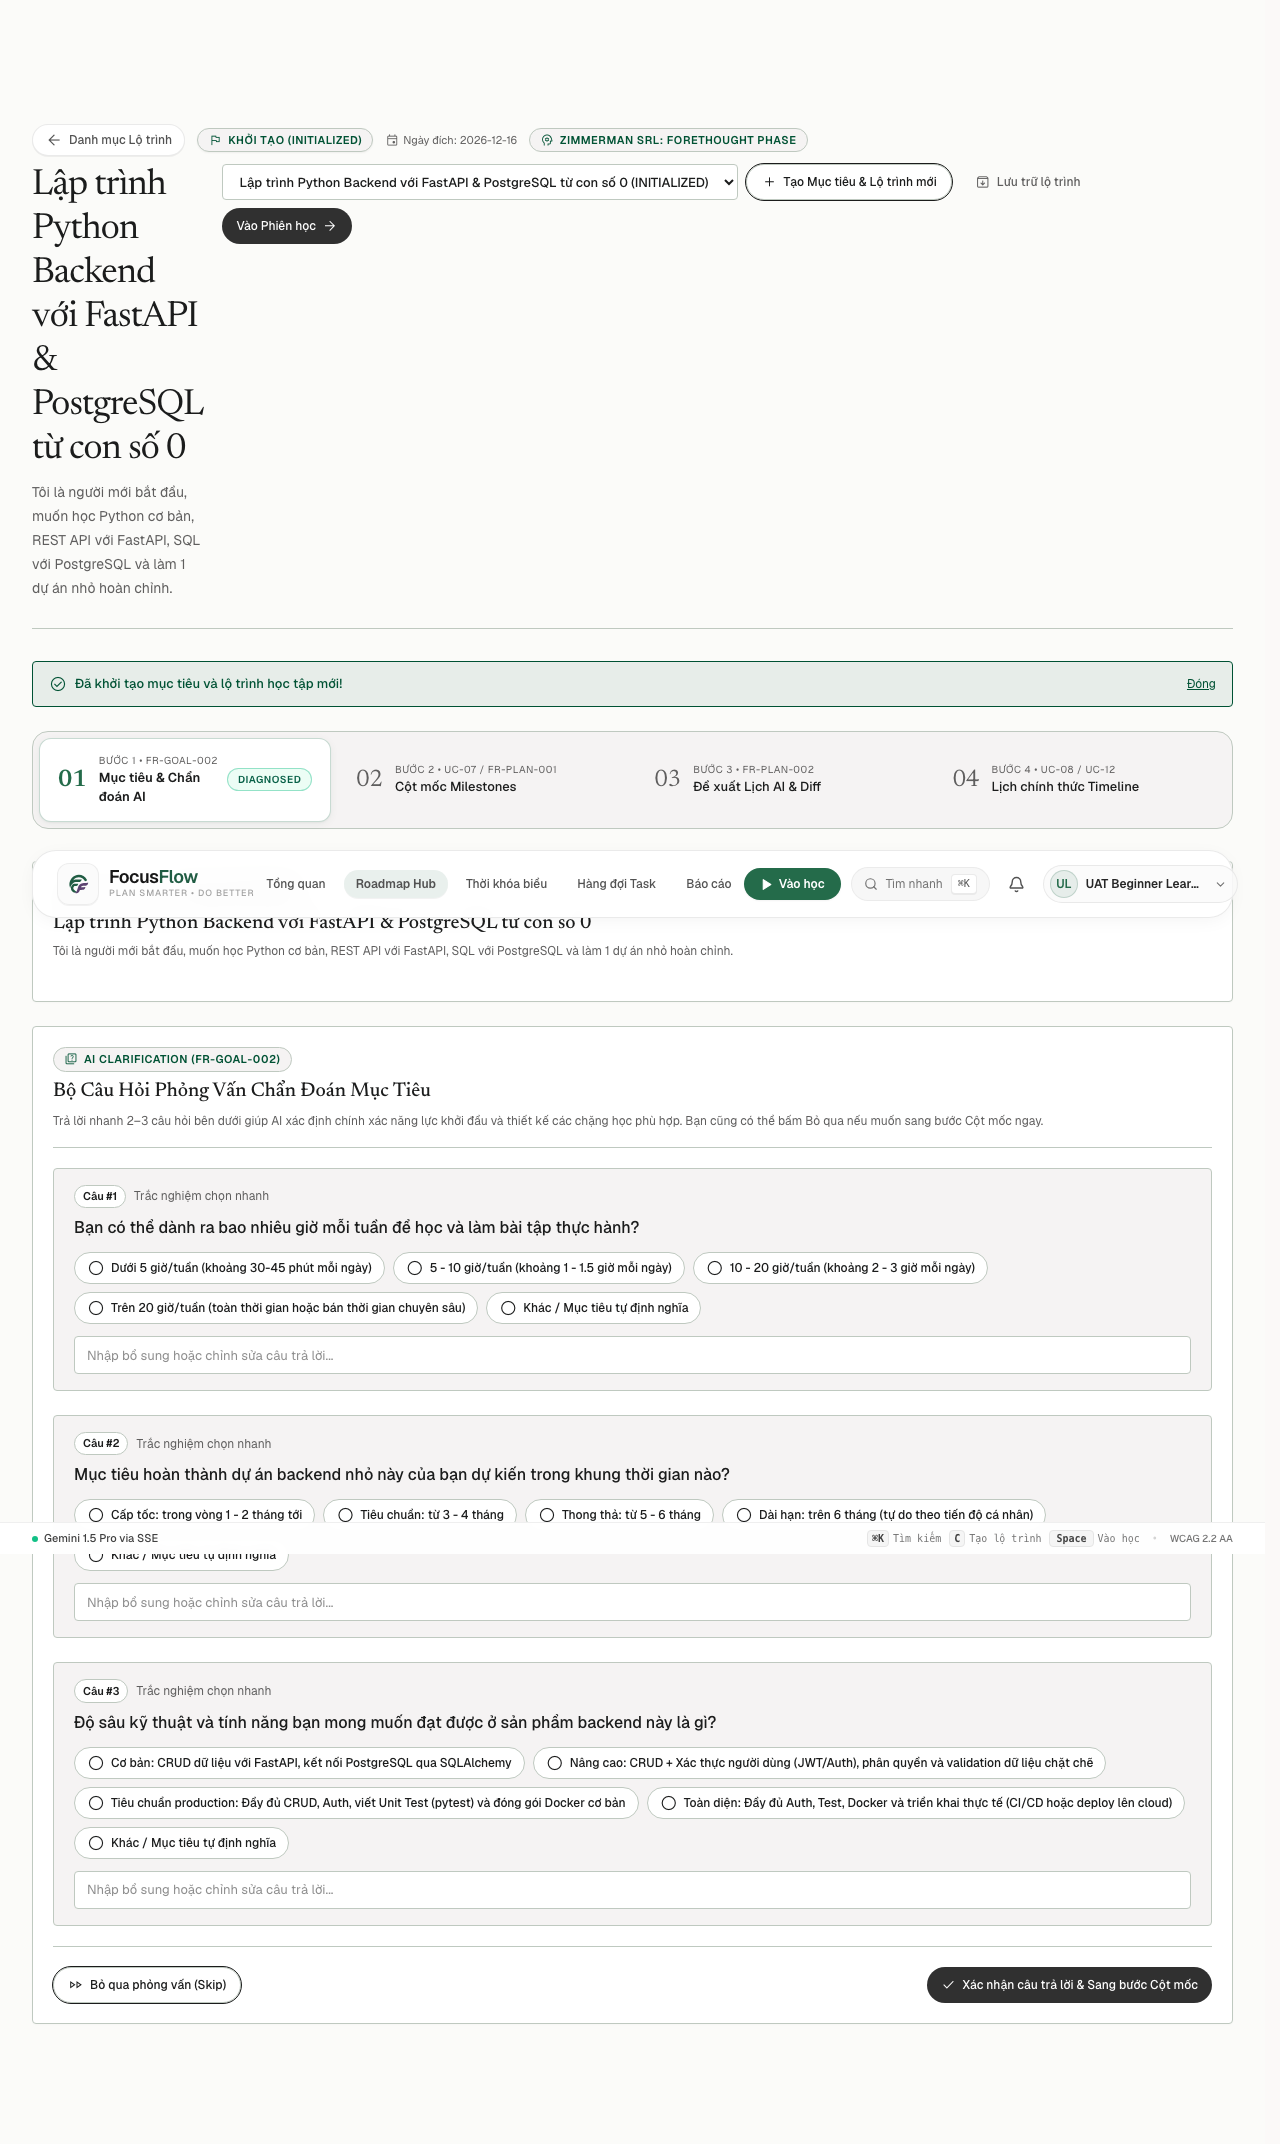 Danh mục Lộ trình
KHỞI TẠO (INITIALIZED)
Ngày đích: 2026-12-16
ZIMMERMAN SRL: FORETHOUGHT PHASE
Lập trình
Python
Backend
với FastAPI
&
PostgreSQL
từ con số 0
Lập trình Python Backend với FastAPI & PostgreSQL từ con số 0 (INITIALIZED)
Tạo Mục tiêu & Lộ trình mới
Lưu trữ lộ trình
Vào Phiên học
Tôi là người mới bắt đầu,
muốn học Python cơ bản,
REST API với FastAPI, SQL
với PostgreSQL và làm 1
dự án nhỏ hoàn chỉnh.
Đã khởi tạo mục tiêu và lộ trình học tập mới!
Đóng
01
BƯỚC 1 • FR-GOAL-002
Mục tiêu & Chẩn
đoán AI
DIAGNOSED
02
BƯỚC 2 • UC-07 / FR-PLAN-001
Cột mốc Milestones
03
BƯỚC 3 • FR-PLAN-002
Đề xuất Lịch AI & Diff
04
BƯỚC 4 • UC-08 / UC-12
Lịch chính thức Timeline
FocusFlow
PLAN SMARTER • DO BETTER
Tổng quan
Roadmap Hub
Thời khóa biểu
Hàng đợi Task
Báo cáo
Vào học
Tìm nhanh
⌘K
UL
UAT Beginner Lear...
Lập trình Python Backend với FastAPI & PostgreSQL từ con số 0
Tôi là người mới bắt đầu, muốn học Python cơ bản, REST API với FastAPI, SQL với PostgreSQL và làm 1 dự án nhỏ hoàn chỉnh.
AI CLARIFICATION (FR-GOAL-002)
Bộ Câu Hỏi Phỏng Vấn Chẩn Đoán Mục Tiêu
Trả lời nhanh 2–3 câu hỏi bên dưới giúp AI xác định chính xác năng lực khởi đầu và thiết kế các chặng học phù hợp. Bạn cũng có thể bấm Bỏ qua nếu muốn sang bước Cột mốc ngay.
Câu #1
Trắc nghiệm chọn nhanh
Bạn có thể dành ra bao nhiêu giờ mỗi tuần để học và làm bài tập thực hành?
Dưới 5 giờ/tuần (khoảng 30-45 phút mỗi ngày)
5 - 10 giờ/tuần (khoảng 1 - 1.5 giờ mỗi ngày)
10 - 20 giờ/tuần (khoảng 2 - 3 giờ mỗi ngày)
Trên 20 giờ/tuần (toàn thời gian hoặc bán thời gian chuyên sâu)
Khác / Mục tiêu tự định nghĩa
Nhập bổ sung hoặc chỉnh sửa câu trả lời...
Câu #2
Trắc nghiệm chọn nhanh
Mục tiêu hoàn thành dự án backend nhỏ này của bạn dự kiến trong khung thời gian nào?
Cấp tốc: trong vòng 1 - 2 tháng tới
Tiêu chuẩn: từ 3 - 4 tháng
Thong thả: từ 5 - 6 tháng
Dài hạn: trên 6 tháng (tự do theo tiến độ cá nhân)
Gemini 1.5 Pro via SSE
⌘K Tìm kiếm
C Tạo lộ trình
Space Vào học
•
WCAG 2.2 AA
Khác / Mục tiêu tự định nghĩa
Nhập bổ sung hoặc chỉnh sửa câu trả lời...
Câu #3
Trắc nghiệm chọn nhanh
Độ sâu kỹ thuật và tính năng bạn mong muốn đạt được ở sản phẩm backend này là gì?
Cơ bản: CRUD dữ liệu với FastAPI, kết nối PostgreSQL qua SQLAlchemy
Nâng cao: CRUD + Xác thực người dùng (JWT/Auth), phân quyền và validation dữ liệu chặt chẽ
Tiêu chuẩn production: Đầy đủ CRUD, Auth, viết Unit Test (pytest) và đóng gói Docker cơ bản
Toàn diện: Đầy đủ Auth, Test, Docker và triển khai thực tế (CI/CD hoặc deploy lên cloud)
Khác / Mục tiêu tự định nghĩa
Nhập bổ sung hoặc chỉnh sửa câu trả lời...
Bỏ qua phỏng vấn (Skip)
Xác nhận câu trả lời & Sang bước Cột mốc